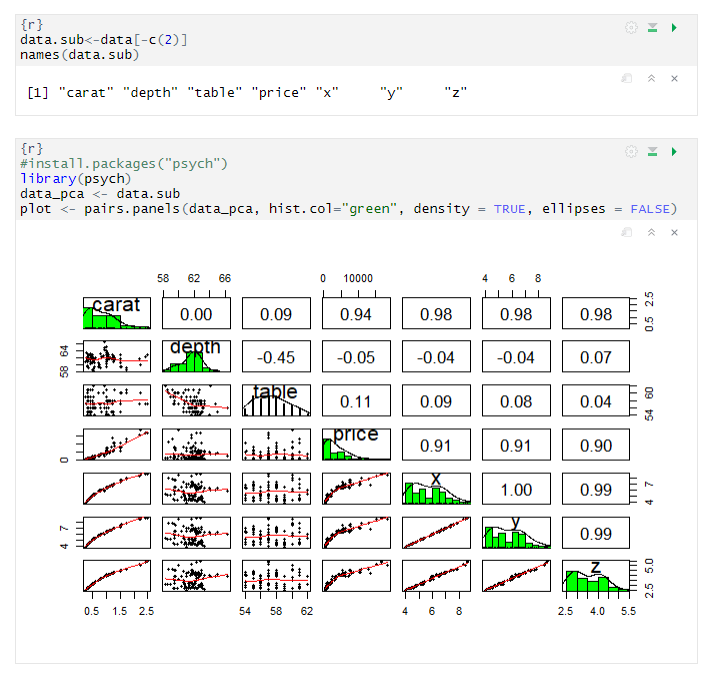 {r}
data.sub<-data[-c(2)]
names(data.sub)
[1] "carat" "depth" "table" "price" "x" "y" "z"
{r}
#install.packages("psych")
library(psych)
data_pca <- data.sub
plot <- pairs.panels(data_pca, hist.col="green", density = TRUE, ellipses = FALSE)
58 62 66 0 10000 4 6 8
carat 0.00 0.09 0.94 0.98 0.98 0.98 0.5 2.5
58 64 depth -0.45 -0.05 -0.04 -0.04 0.07
table 0.11 0.09 0.08 0.04 54 60
0 price 0.91 0.91 0.90
x 1.00 0.99 4 7
4 7 y 0.99
z 2.5 5.0
0.5 1.5 2.5 54 58 62 4 6 8 2.5 4.0 5.5